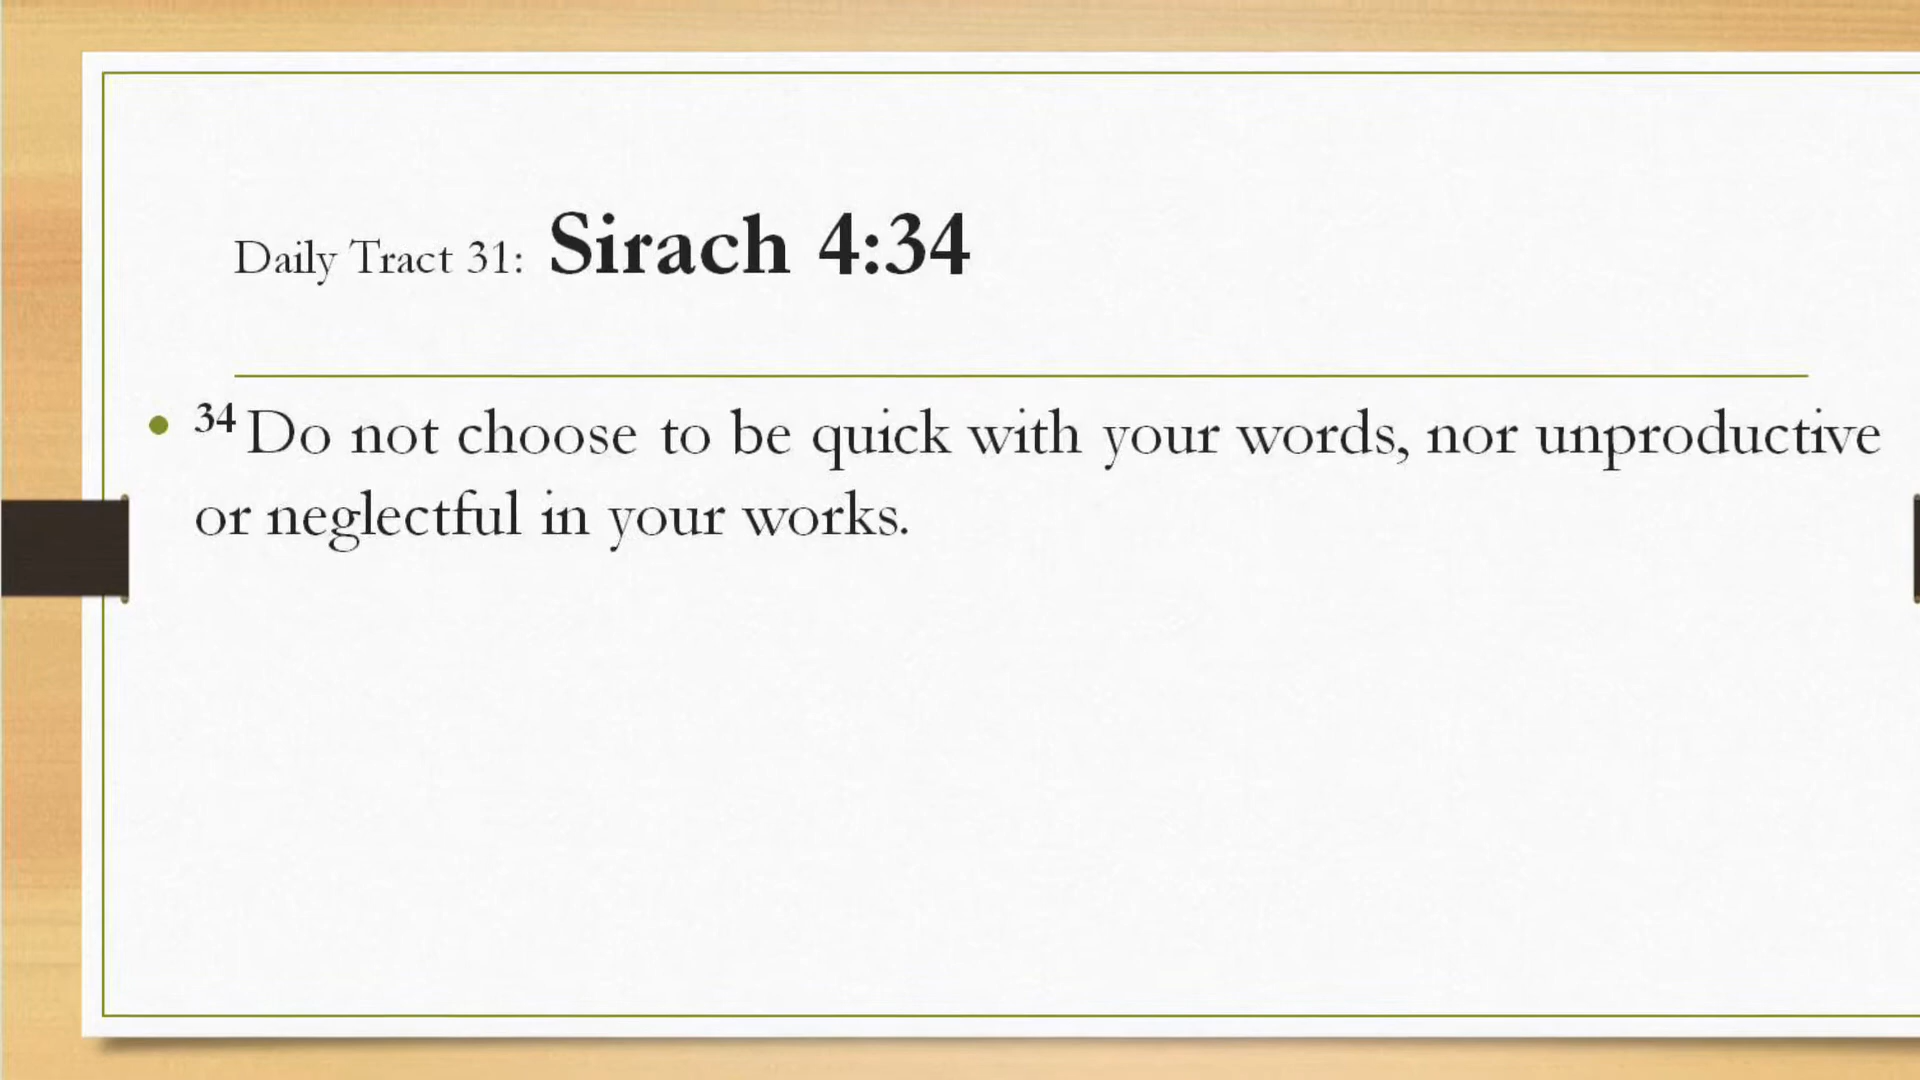 Daily Tract 31: Sirach 4:34
• 34 Do not choose to be quick with your words, nor unproductive
or neglectful in your works.